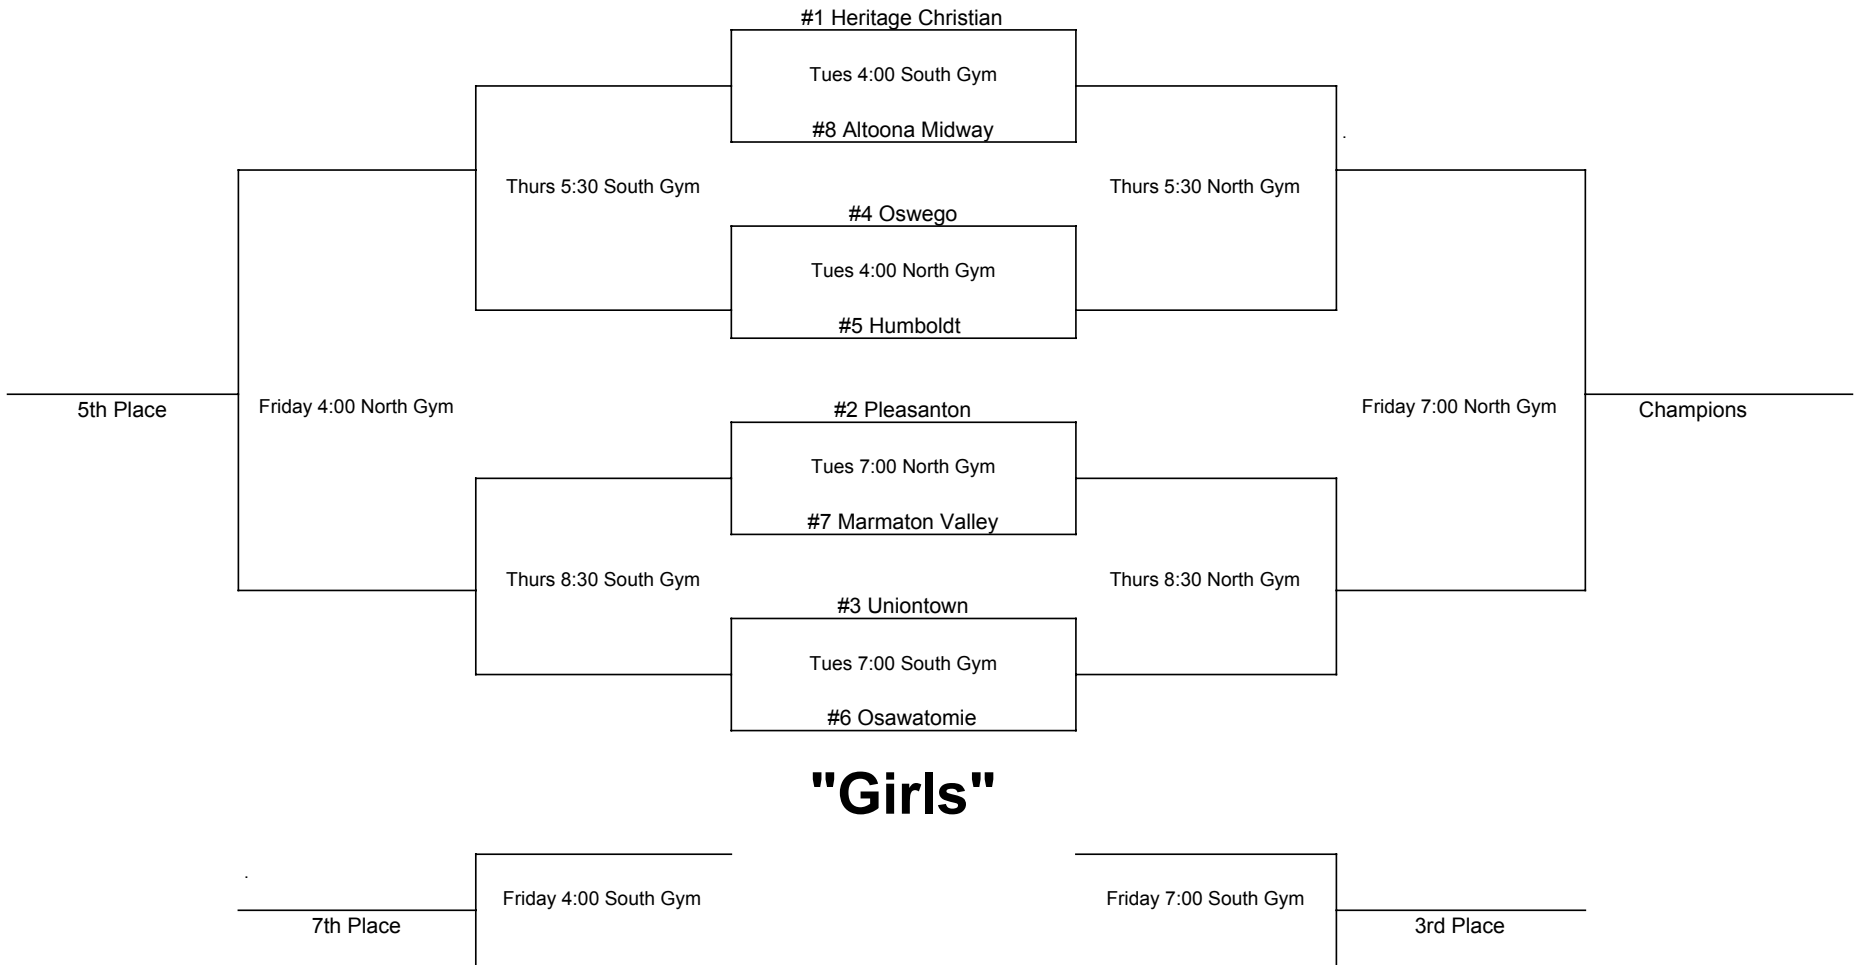 #1 Heritage Christian
Tues 4:00 South Gym
#8 Altoona Midway
.
Thurs 5:30 South Gym
Thurs 5:30 North Gym
#4 Oswego
Tues 4:00 North Gym
#5 Humboldt
5th Place
Friday 4:00 North Gym
#2 Pleasanton
Friday 7:00 North Gym
Champions
Tues 7:00 North Gym
#7 Marmaton Valley
Thurs 8:30 South Gym
Thurs 8:30 North Gym
#3 Uniontown
Tues 7:00 South Gym
#6 Osawatomie
"Girls"
.
Friday 4:00 South Gym
Friday 7:00 South Gym
7th Place
3rd Place